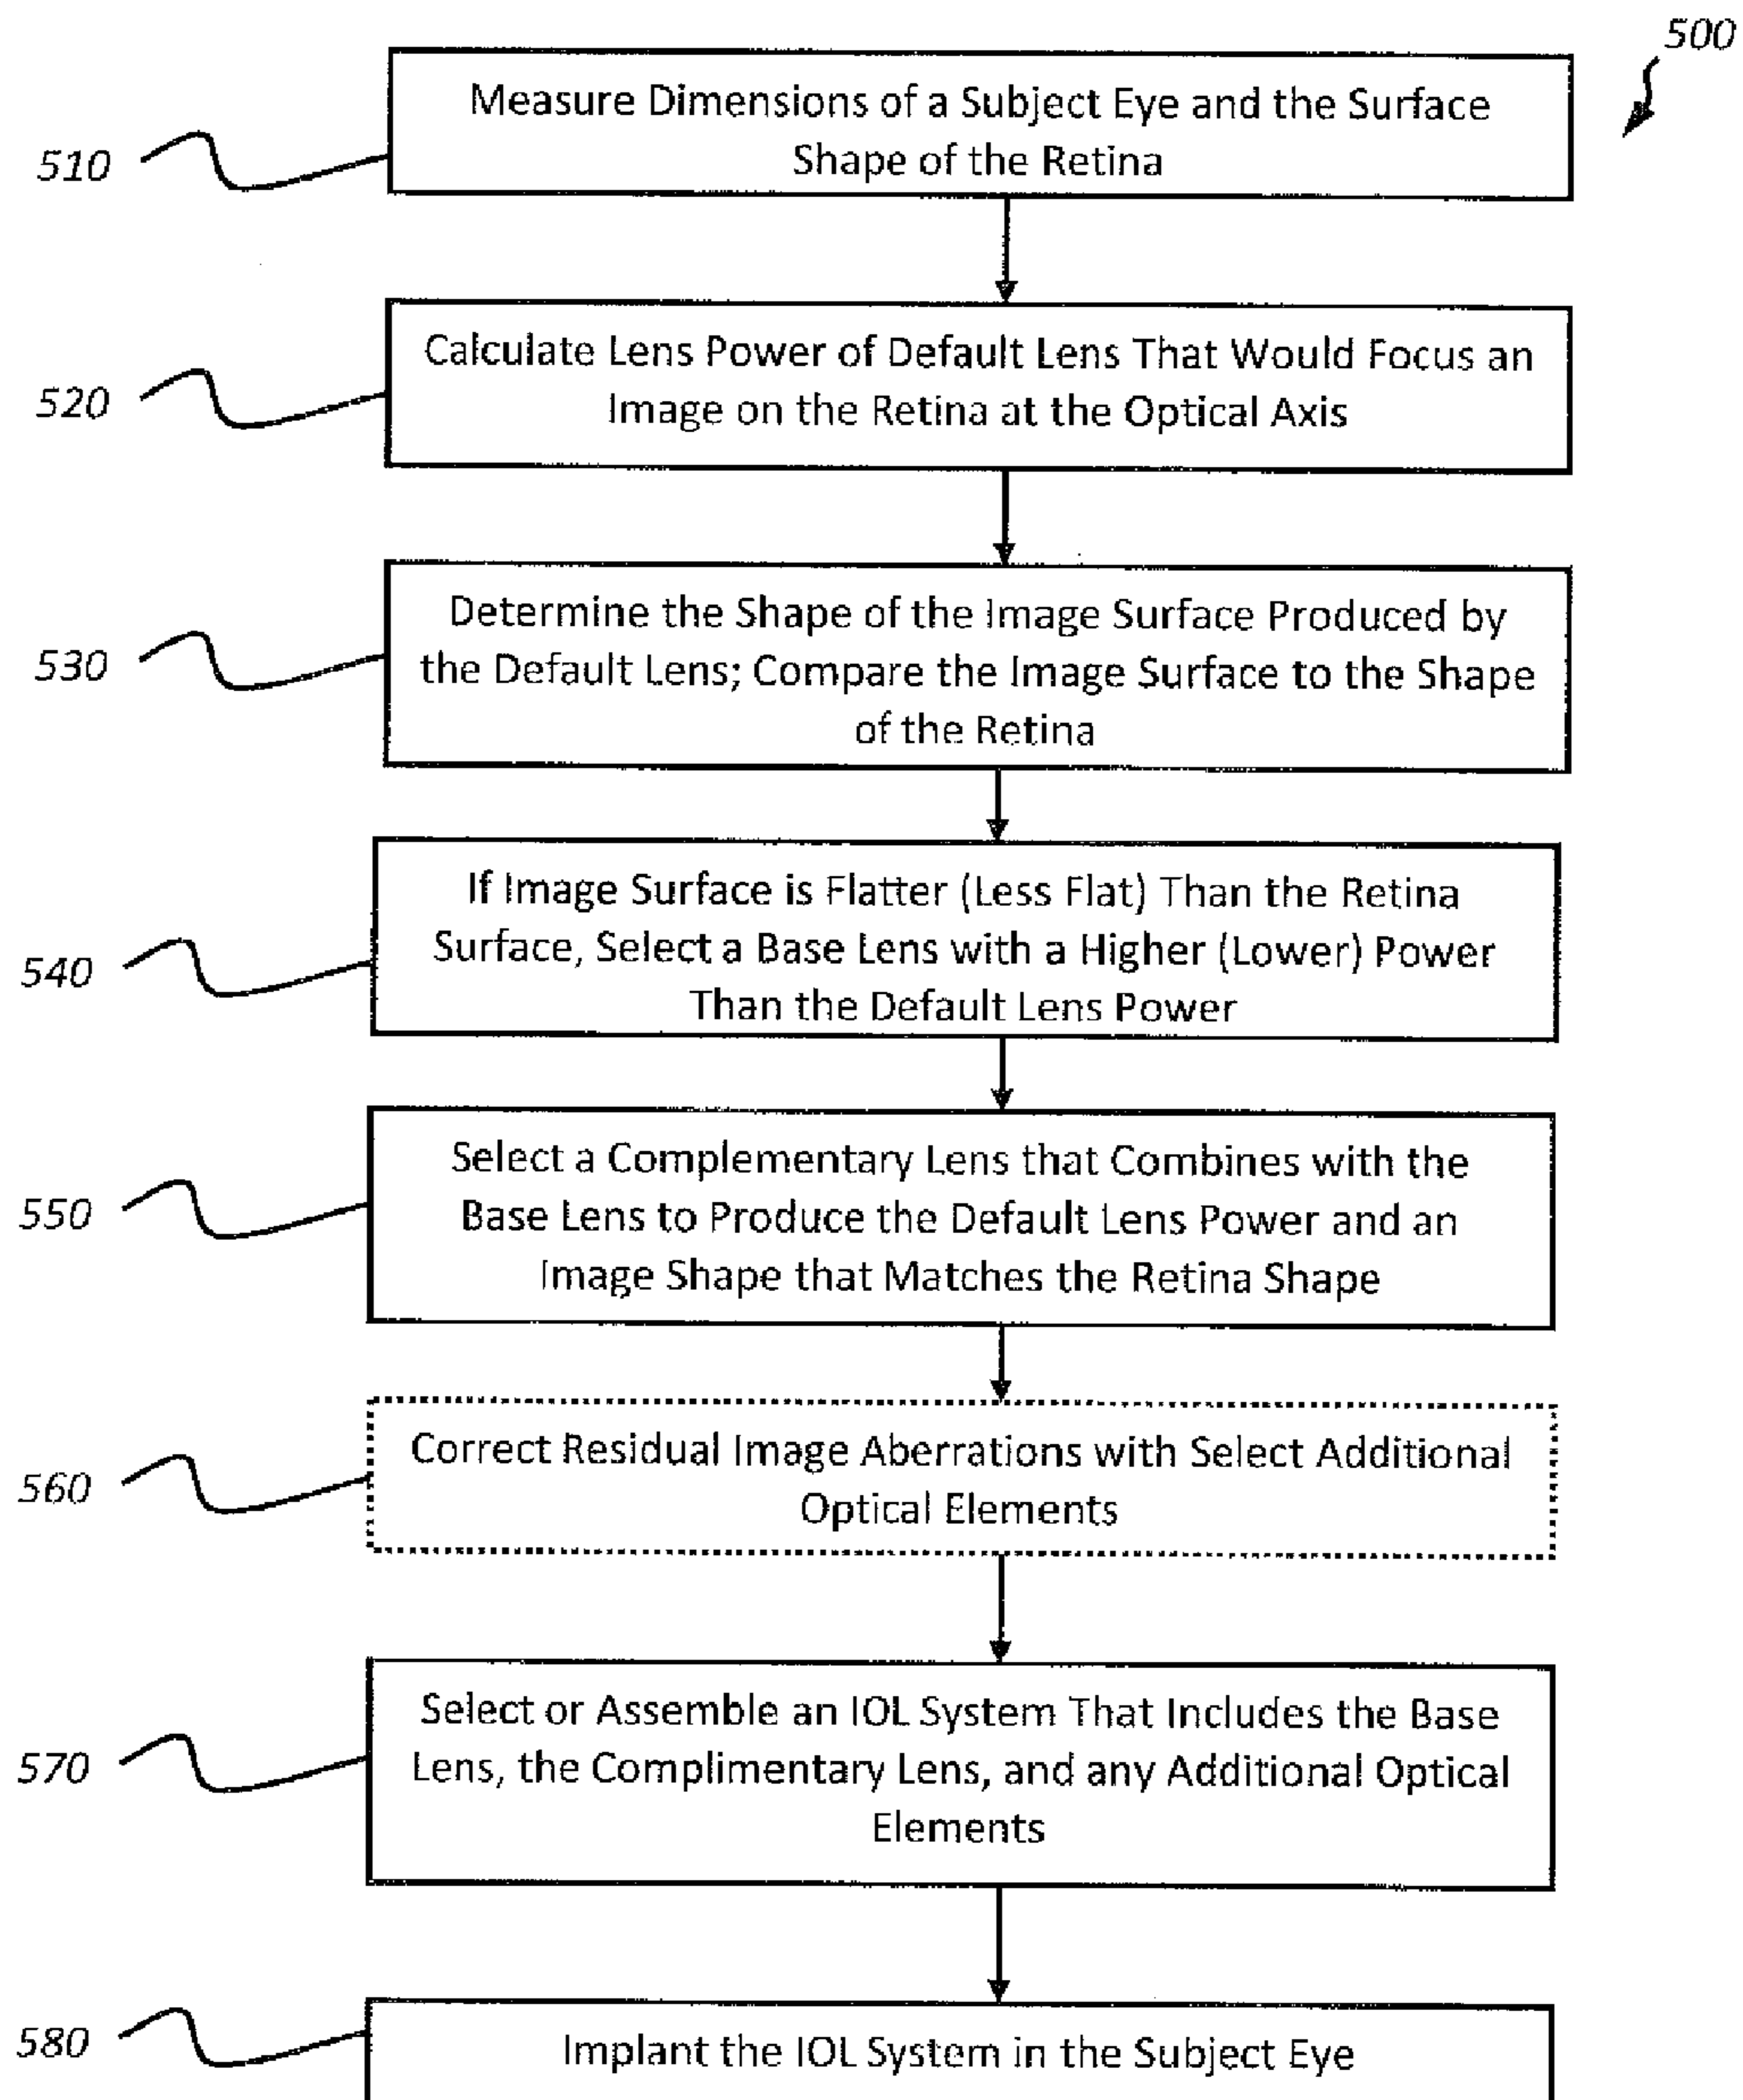 500
Measure Dimensions of a Subject Eye and the Surface
Shape of the Retina
510
Calculate Lens Power of Default Lens That Would Focus an
Image on the Retina at the Optical Axis
520
Determine the Shape of the Image Surface Produced by
the Default Lens; Compare the Image Surface to the Shape
of the Retina
530
If Image Surface is Flatter (Less Flat) Than the Retina
Surface, Select a Base Lens with a Higher (Lower) Power
Than the Default Lens Power
540
Select a Complementary Lens that Combines with the
Base Lens to Produce the Default Lens Power and an
Image Shape that Matches the Retina Shape
550
Correct Residual Image Aberrations with Select Additional
Optical Elements
560
Select or Assemble an IOL System That Includes the Base
Lens, the Complimentary Lens, and any Additional Optical
Elements
570
Implant the IOL System in the Subject Eye
580